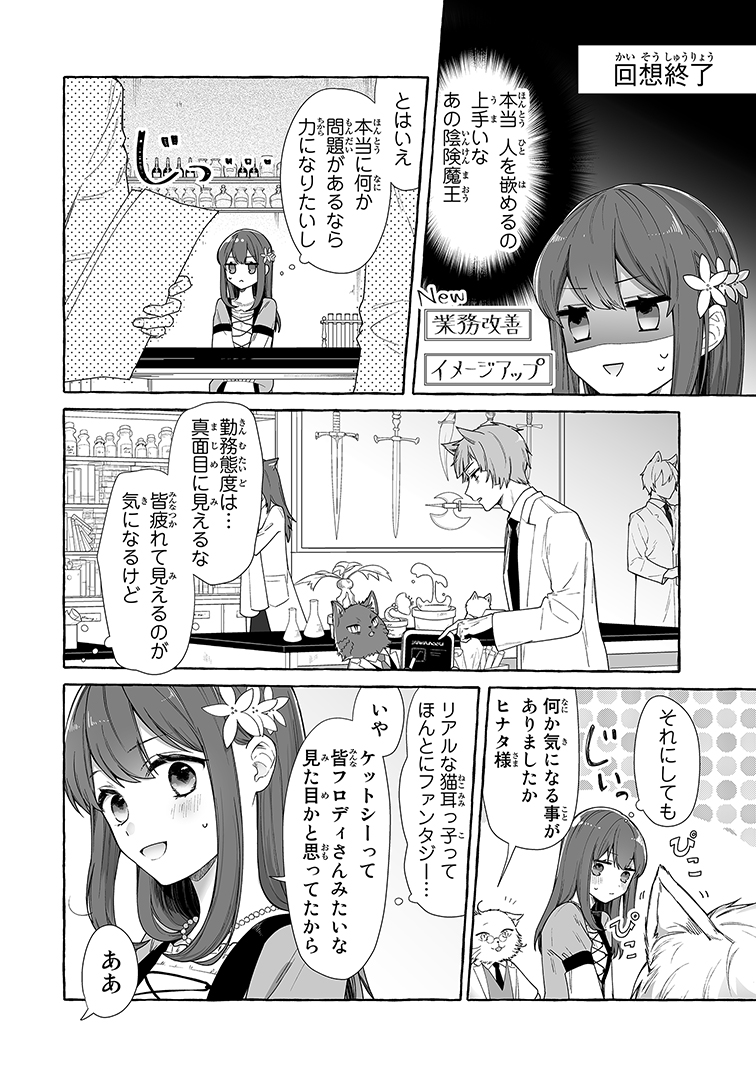 回想終了
本当 人を嵌めるの
上手いな
あの陰険魔王
New
業務改善
イメージアップ
とはいえ
本当に何か
問題があるなら
力になりたいし
じっ
勤務態度は…
真面目に見えるな
皆疲れて見えるのが
気になるけど
それにしても
じいっ
ぴこ
ぴこ
何か気になる事が
ありましたか
ヒナタ様
リアルな猫耳っ子って
ほんとにファンタジー…
いや
ケットシーって
皆フロディさんみたいな
見た目かと思ってたから
ああ